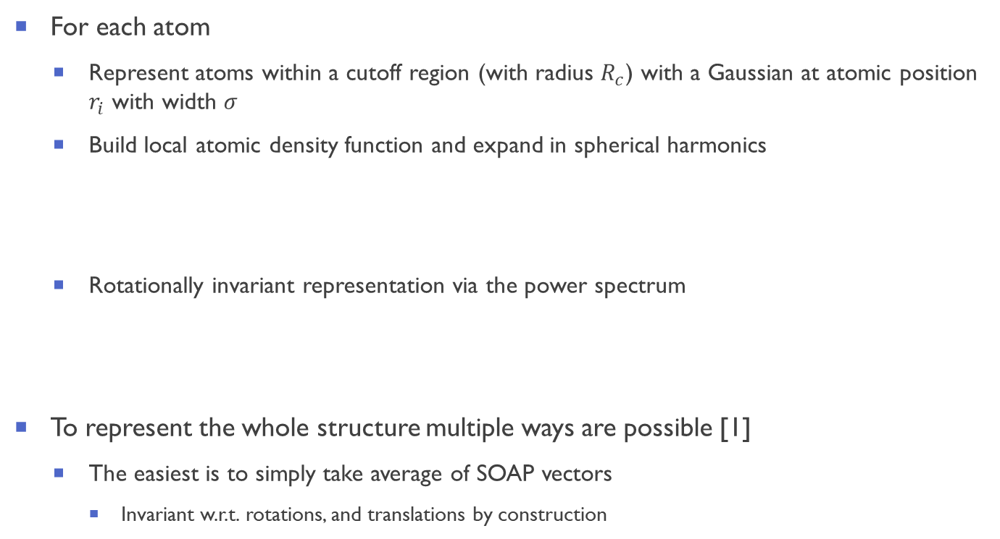 For each atom
Represent atoms within a cutoff region (with radius R_c) with a Gaussian at atomic position
r_i with width σ
Build local atomic density function and expand in spherical harmonics
Rotationally invariant representation via the power spectrum
To represent the whole structure multiple ways are possible [1]
The easiest is to simply take average of SOAP vectors
Invariant w.r.t. rotations, and translations by construction